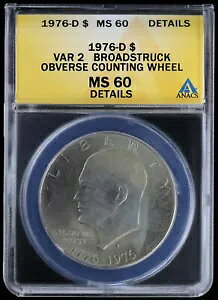 1976-D $ MS 60 DETAILS
1976-D $
VAR 2 BROADSTRUCK
OBVERSE COUNTING WHEEL
MS 60
DETAILS
ANACS
LIBERTY
1776-1976